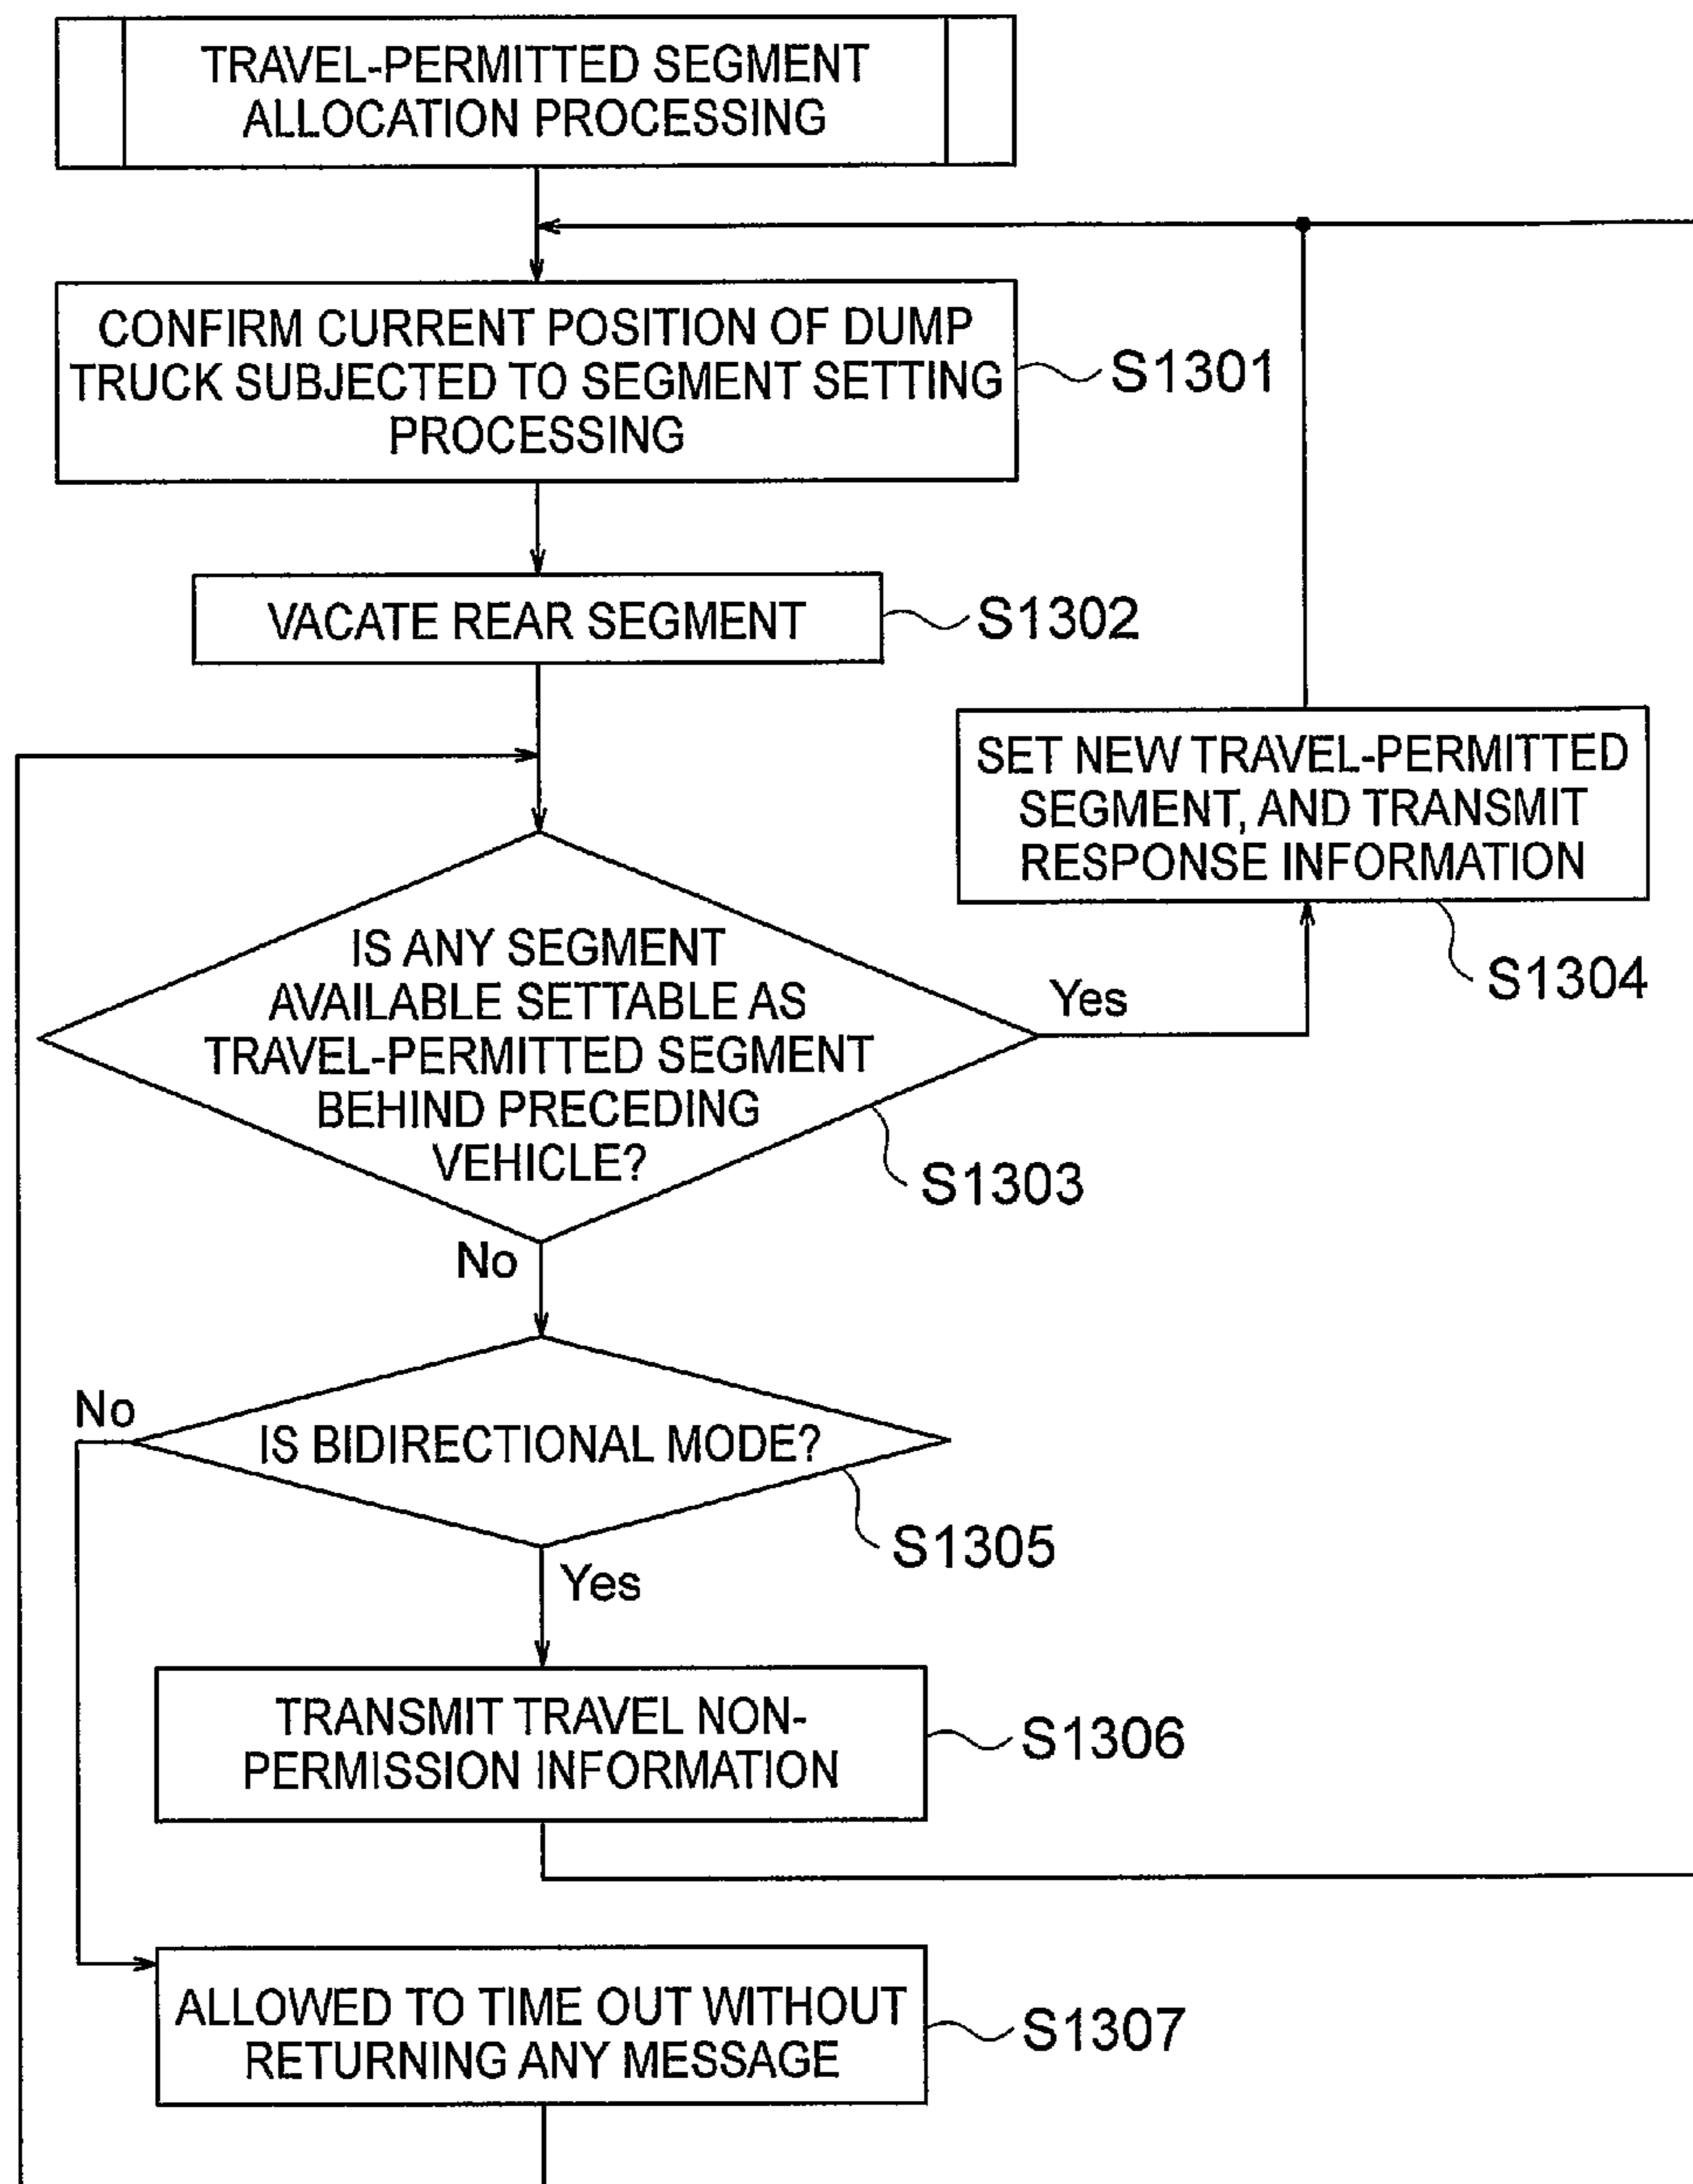 TRAVEL-PERMITTED SEGMENT
ALLOCATION PROCESSING
CONFIRM CURRENT POSITION OF DUMP
TRUCK SUBJECTED TO SEGMENT SETTING
PROCESSING
S1301
VACATE REAR SEGMENT
S1302
SET NEW TRAVEL-PERMITTED
SEGMENT, AND TRANSMIT
RESPONSE INFORMATION
S1304
IS ANY SEGMENT
AVAILABLE SETTABLE AS
TRAVEL-PERMITTED SEGMENT
BEHIND PRECEDING
VEHICLE?
Yes
S1303
No
IS BIDIRECTIONAL MODE?
No
S1305
Yes
TRANSMIT TRAVEL NON-
PERMISSION INFORMATION
S1306
ALLOWED TO TIME OUT WITHOUT
RETURNING ANY MESSAGE
S1307